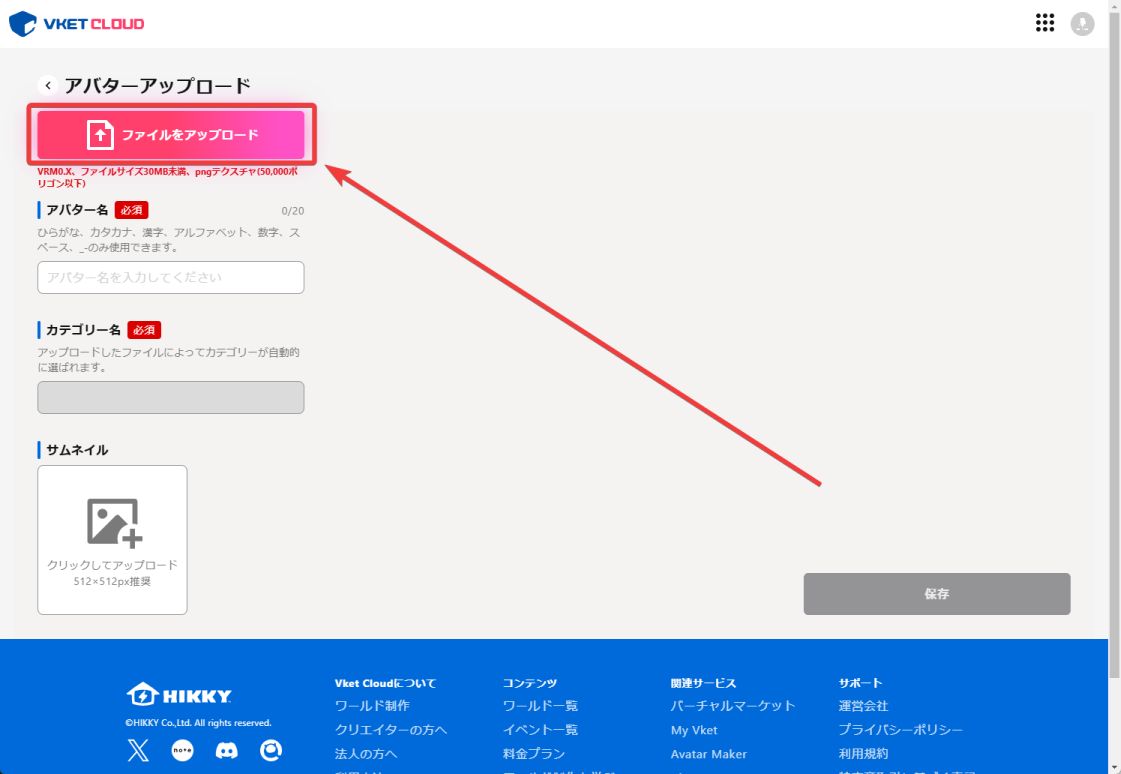 VKET CLOUD
アバターアップロード
ファイルをアップロード
VRM0.X、ファイルサイズ30MB未満、pngテクスチャ(50,000ポ
リゴン以下)
アバター名 必須 0/20
ひらがな、カタカナ、漢字、アルファベット、数字、ス
ペース、_-のみ使用できます。
アバター名を入力してください
カテゴリー名 必須
アップロードしたファイルによってカテゴリーが自動的
に選ばれます。
サムネイル
クリックしてアップロード
512×512px推奨
保存
HIKKY
©HIKKY Co.,Ltd. All rights reserved.
note
Vket Cloudについて
ワールド制作
クリエイターの方へ
法人の方へ
コンテンツ
ワールド一覧
イベント一覧
料金プラン
関連サービス
バーチャルマーケット
My Vket
Avatar Maker
サポート
運営会社
プライバシーポリシー
利用規約